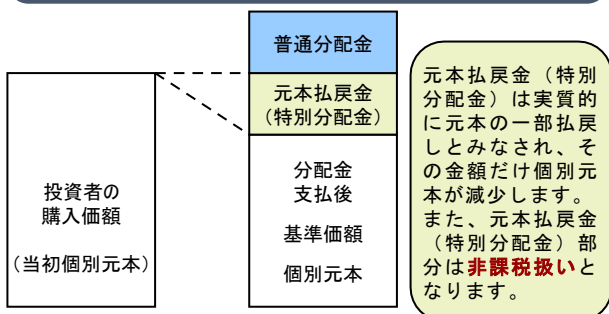 普通分配金
元本払戻金
（特別分配金）
分配金
支払後
基準価額
個別元本
投資者の
購入価額
（当初個別元本）
元本払戻金（特別
分配金）は実質的
に元本の一部払戻
しとみなされ、そ
の金額だけ個別元
本が減少します。
また、元本払戻金
（特別分配金）部
分は非課税扱いと
なります。